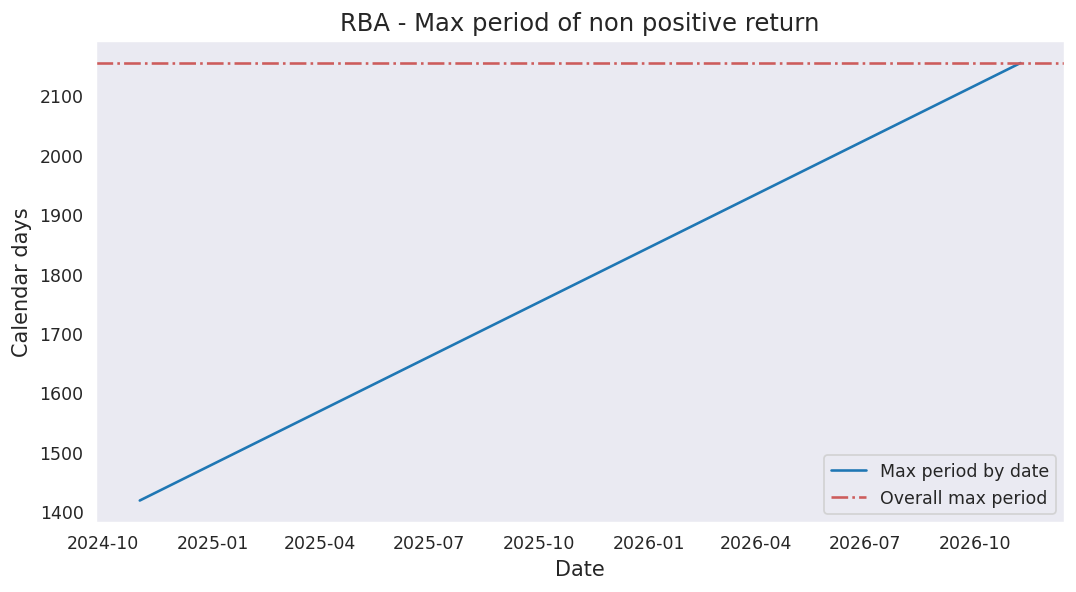 RBA - Max period of non positive return
Calendar days
2100
2000
1900
1800
1700
1600
1500
1400
Max period by date
Overall max period
2024-10 2025-01 2025-04 2025-07 2025-10 2026-01 2026-04 2026-07 2026-10
Date